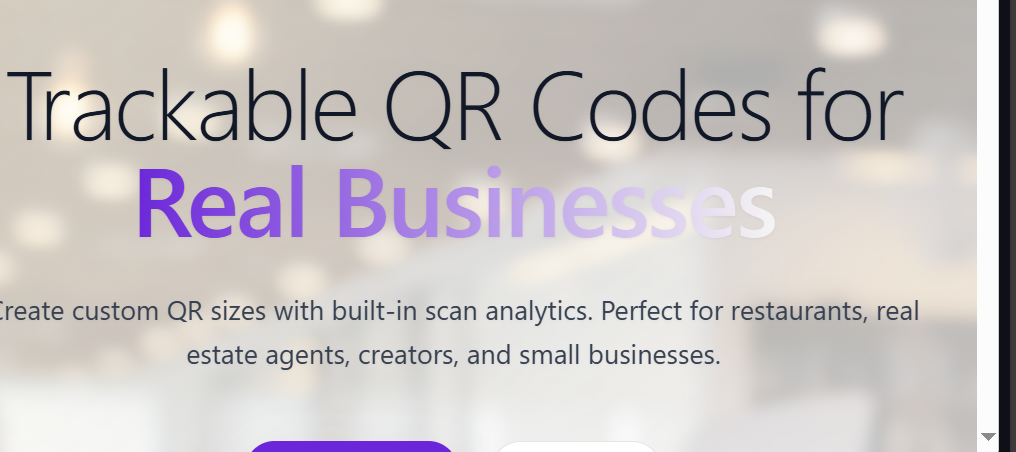 Trackable QR Codes for
Real Businesses
Create custom QR sizes with built-in scan analytics. Perfect for restaurants, real
estate agents, creators, and small businesses.